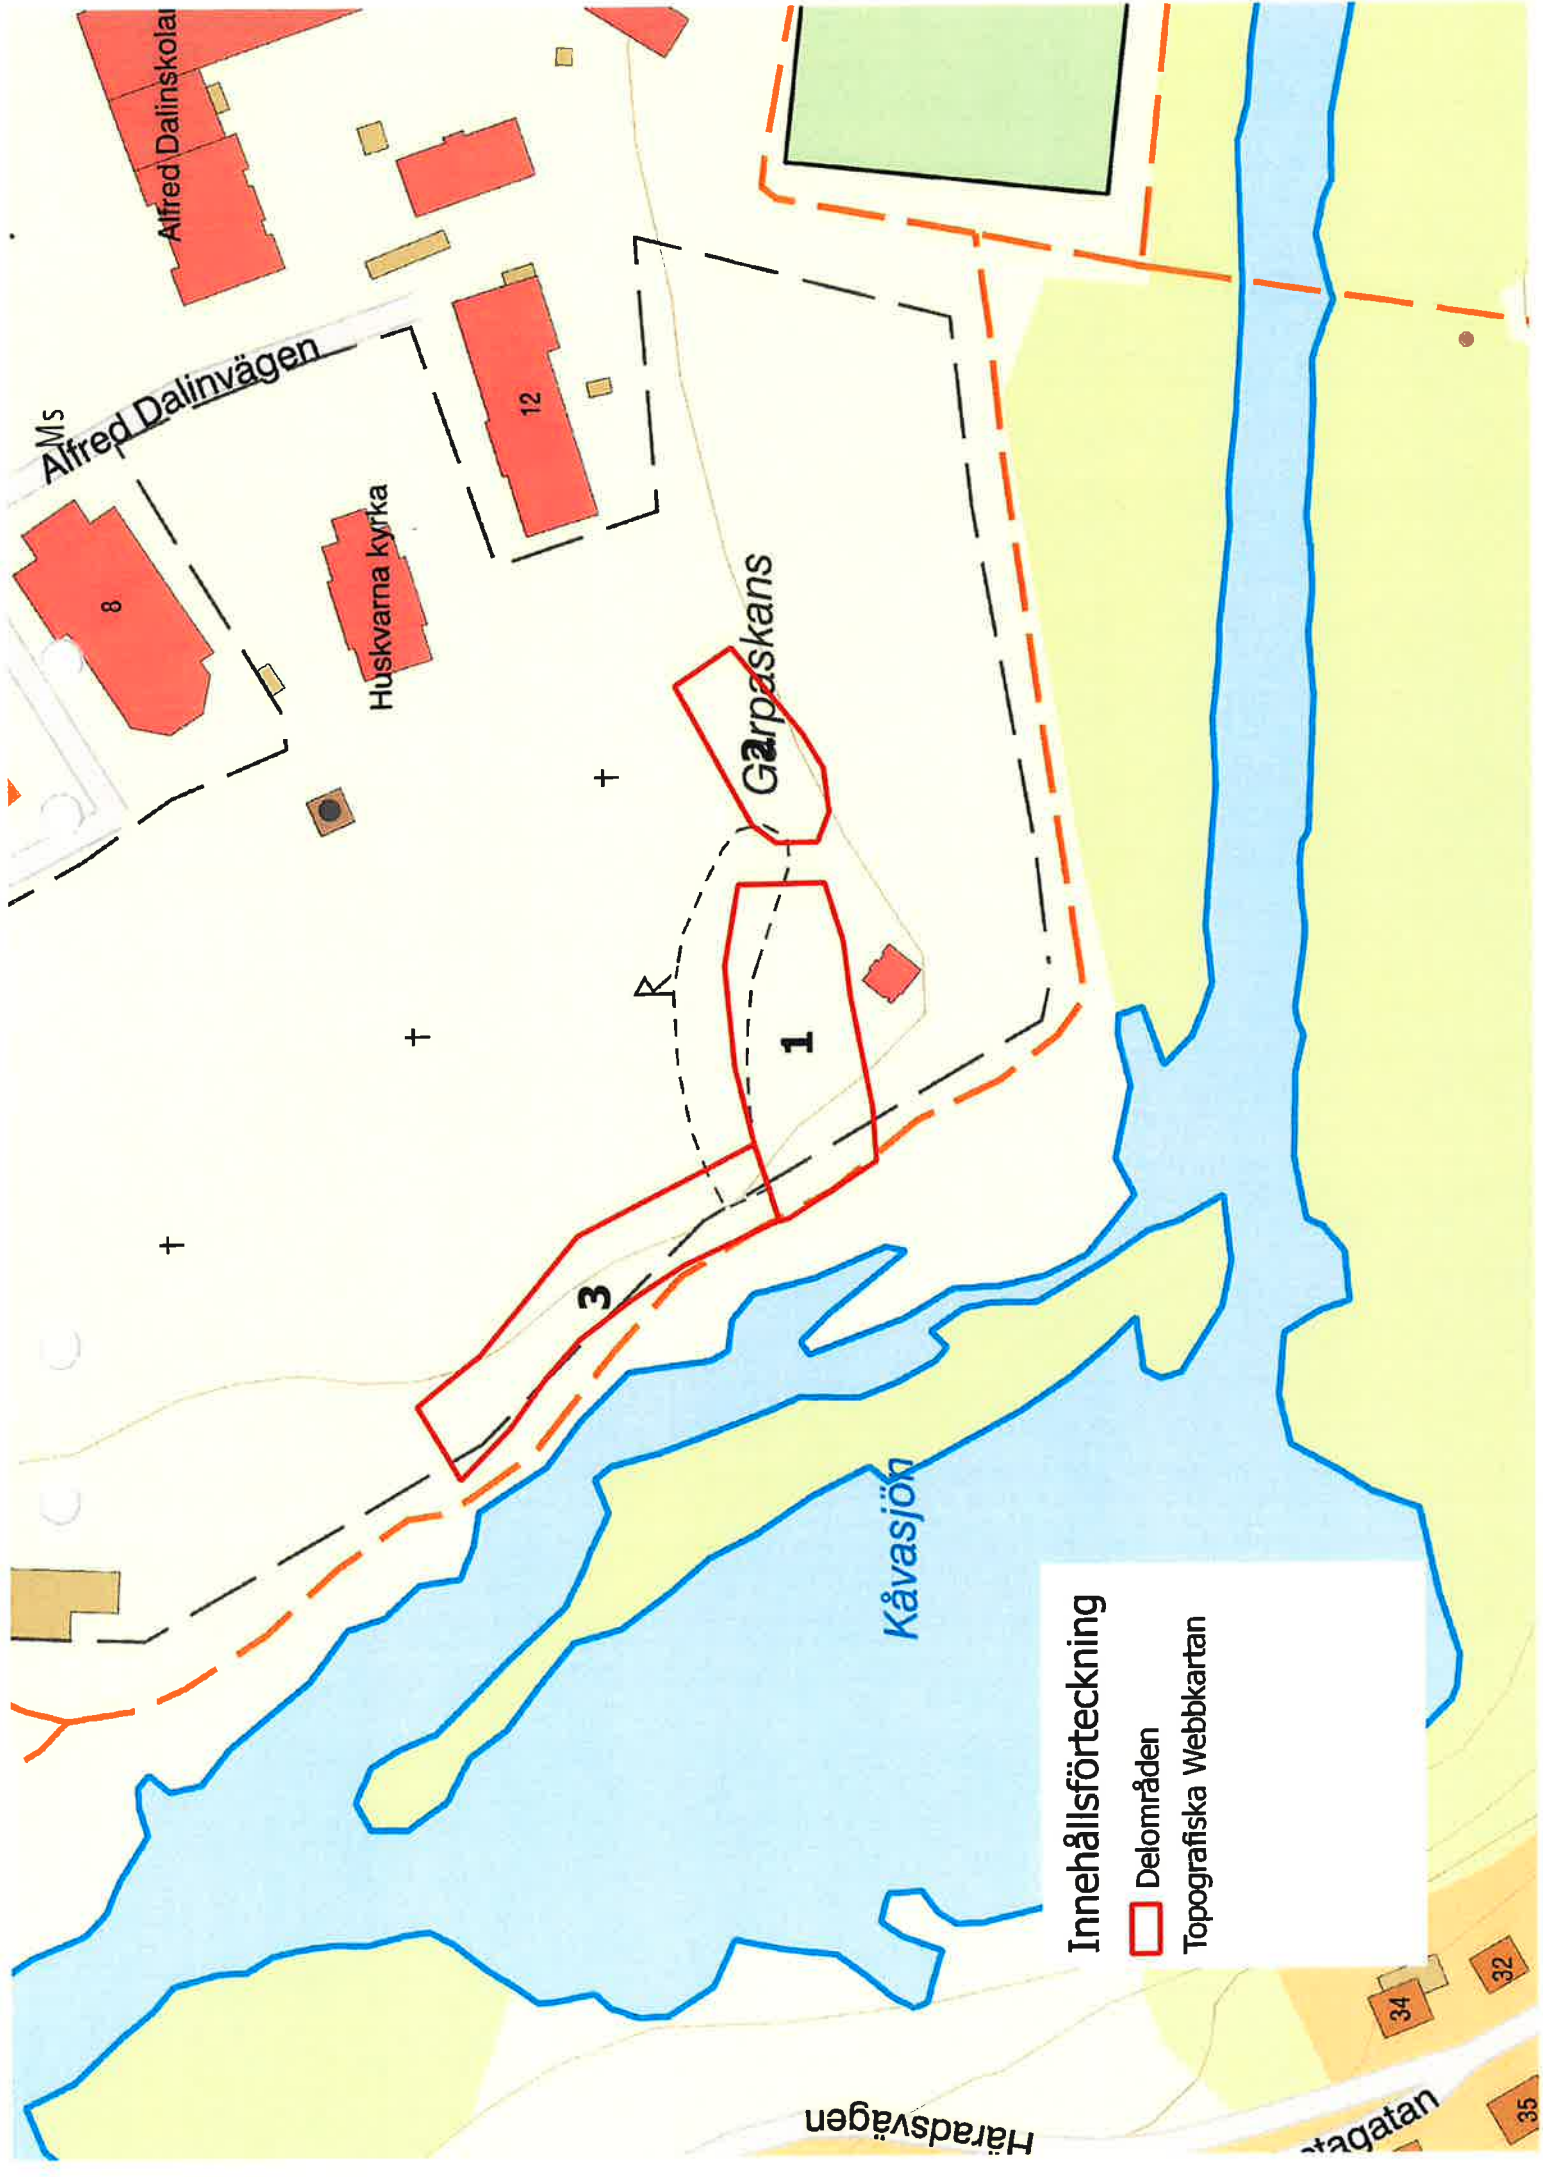 Alfred Dalinskolan
Ms
Alfred Dalinvägen
8
12
Huskvarna kyrka
Garpaskans
2
R
1
3
Kåvasjön
Innehållsförteckning
Delområden
Topografiska Webbkartan
34
32
35
Häradsvägen